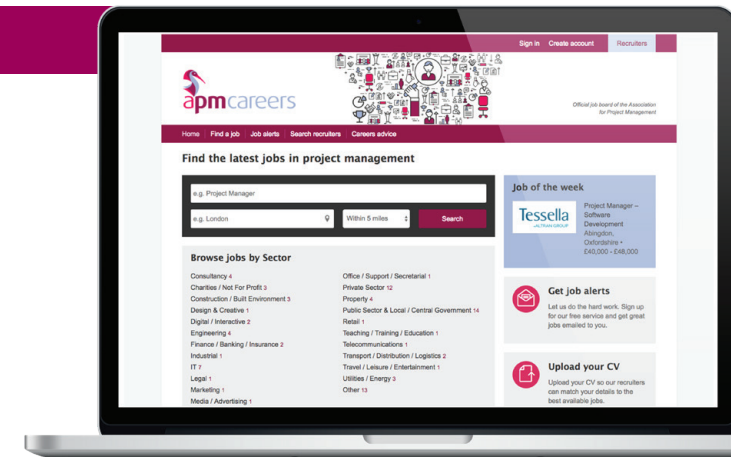 Sign in Create account Recruiters
apmcareers
Official job board of the Association
for Project Management
Home Find a job Job alerts Search recruiters Careers advice
Find the latest jobs in project management
e.g. Project Manager
e.g. London Within 5 miles Search
Browse jobs by Sector
Consultancy 4
Charities / Not For Profit 3
Construction / Built Environment 3
Design & Creative 1
Digital / Interactive 2
Engineering 4
Finance / Banking / Insurance 2
Industrial 1
IT 7
Legal 1
Marketing 1
Media / Advertising 1
Office / Support / Secretarial 1
Private Sector 12
Property 4
Public Sector & Local / Central Government 14
Retail 1
Teaching / Training / Education 1
Telecommunications 1
Transport / Distribution / Logistics 2
Travel / Leisure / Entertainment 1
Utilities / Energy 3
Other 13
Job of the week
Tessella
ALTRAN GROUP
Project Manager –
Software
Development
Abingdon,
Oxfordshire •
£40,000 - £48,000
Get job alerts
Let us do the hard work. Sign up
for our free service and get great
jobs emailed to you.
Upload your CV
Upload your CV so our recruiters
can match your details to the
best available jobs.